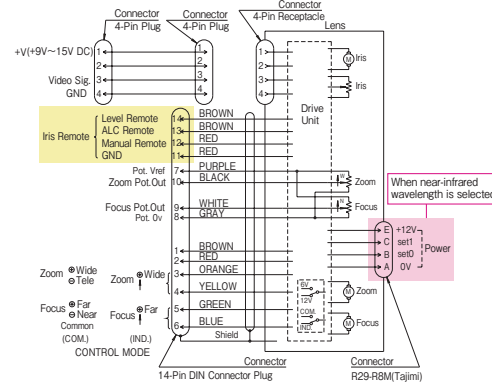 Connector
4-Pin Plug
Connector
4-Pin Plug
Connector
4-Pin Receptacle
Lens
+V(+9V～15V DC)
Video Sig.
GND
1
2
3
4
1
2
3
4
1
2
3
4
M Iris
Iris
Drive
Unit
Iris Remote
Level Remote 14 BROWN
ALC Remote 13 BROWN
Manual Remote 12 RED
GND 11 RED
Pot. Vref 7 PURPLE
Zoom Pot.Out 10 BLACK
W Zoom
Focus Pot.Out 9 WHITE
Pot. 0v 8 GRAY
N Focus
When near-infrared
wavelength is selected
E +12V
C set1
B set0
A 0V
Power
1 BROWN
2 RED
3 ORANGE
4 YELLOW
5 GREEN
6 BLUE
Shield
Zoom ⊕Wide
⊖Tele
Zoom ⊕Wide
Focus ⊕Far
⊖Near
Focus ⊕Far
Common
(COM.)
(IND.)
CONTROL MODE
6V
12V
COM.
IND.
M Zoom
M Focus
Connector
14-Pin DIN Connector Plug
Connector
R29-R8M(Tajimi)